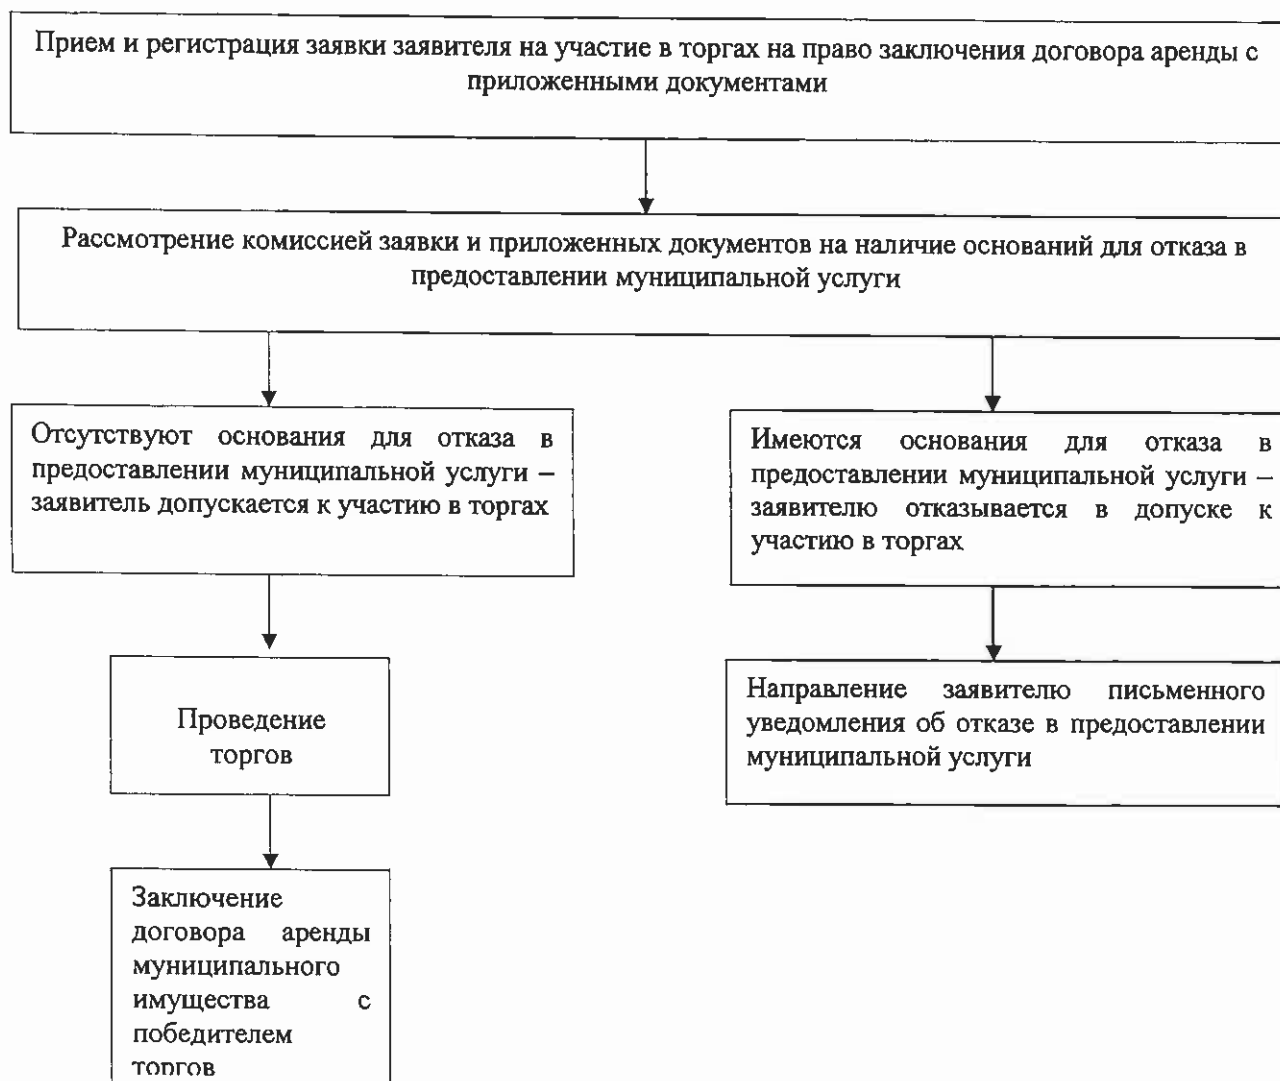 Прием и регистрация заявки заявителя на участие в торгах на право заключения договора аренды с
приложенными документами
Рассмотрение комиссией заявки и приложенных документов на наличие оснований для отказа в
предоставлении муниципальной услуги
Отсутствуют основания для отказа в
предоставлении муниципальной услуги –
заявитель допускается к участию в торгах
Имеются основания для отказа в
предоставлении муниципальной услуги –
заявителю отказывается в допуске к
участию в торгах
Проведение
торгов
Направление заявителю письменного
уведомления об отказе в предоставлении
муниципальной услуги
Заключение
договора аренды
муниципального
имущества с
победителем
торгов